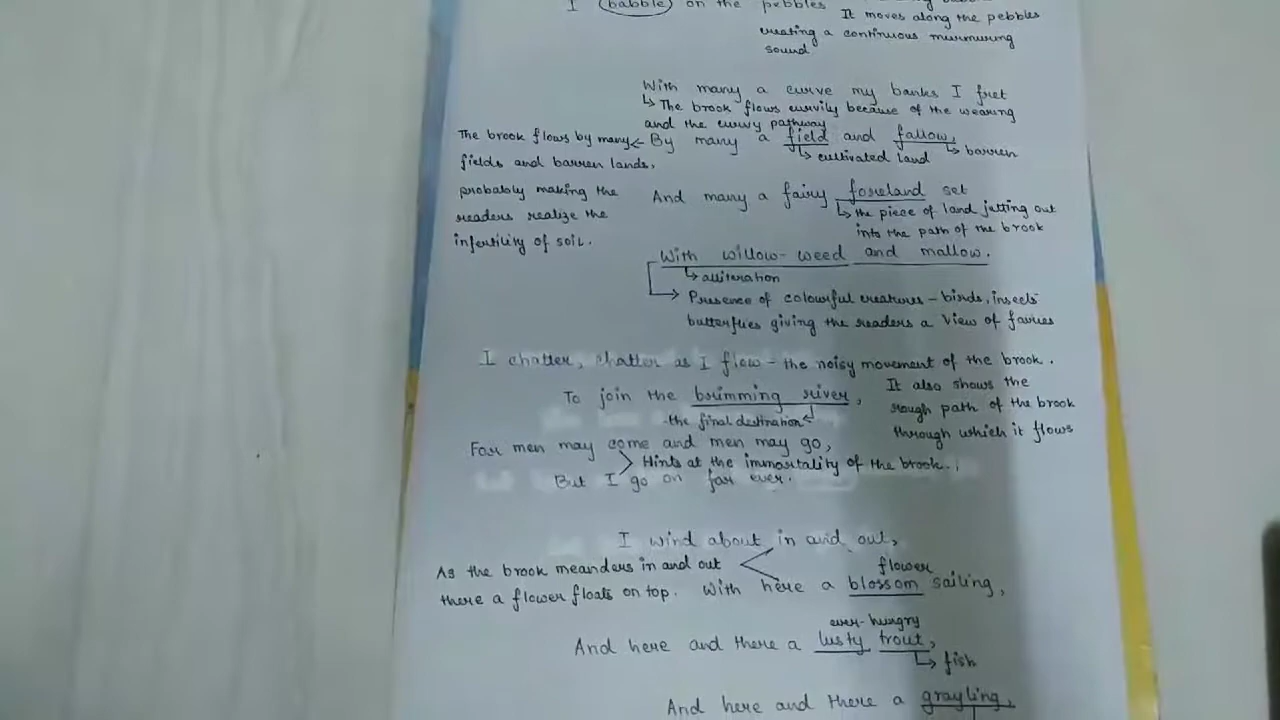 I babble on the pebbles
It moves along the pebbles
creating a continuous murmuring
sound
With many a curve my banks I fret
↳ The brook flows curvily because of the wearing
and the curvy pathway
The brook flows by many ← By many a field and fallow,
↳ cultivated land ↳ barren
fields and barren lands,
probably making the
readers realize the
infertility of soil.
And many a fairy foreland set
↳ the piece of land jutting out
into the path of the brook
With willow-weed and mallow.
↳ alliteration
→ Presence of colourful creatures - birds, insects
butterflies giving the readers a view of fairies
I chatter, chatter as I flow - the noisy movement of the brook.
To join the brimming river,
the final destination
It also shows the
rough path of the brook
through which it flows
For men may come and men may go,
Hints at the immortality of the brook.
But I go on for ever.
I wind about in and out,
As the brook meanders in and out
there a flower floats on top.
flower
With here a blossom sailing,
ever-hungry
And here and there a lusty trout,
↳ fish
And here and there a grayling,